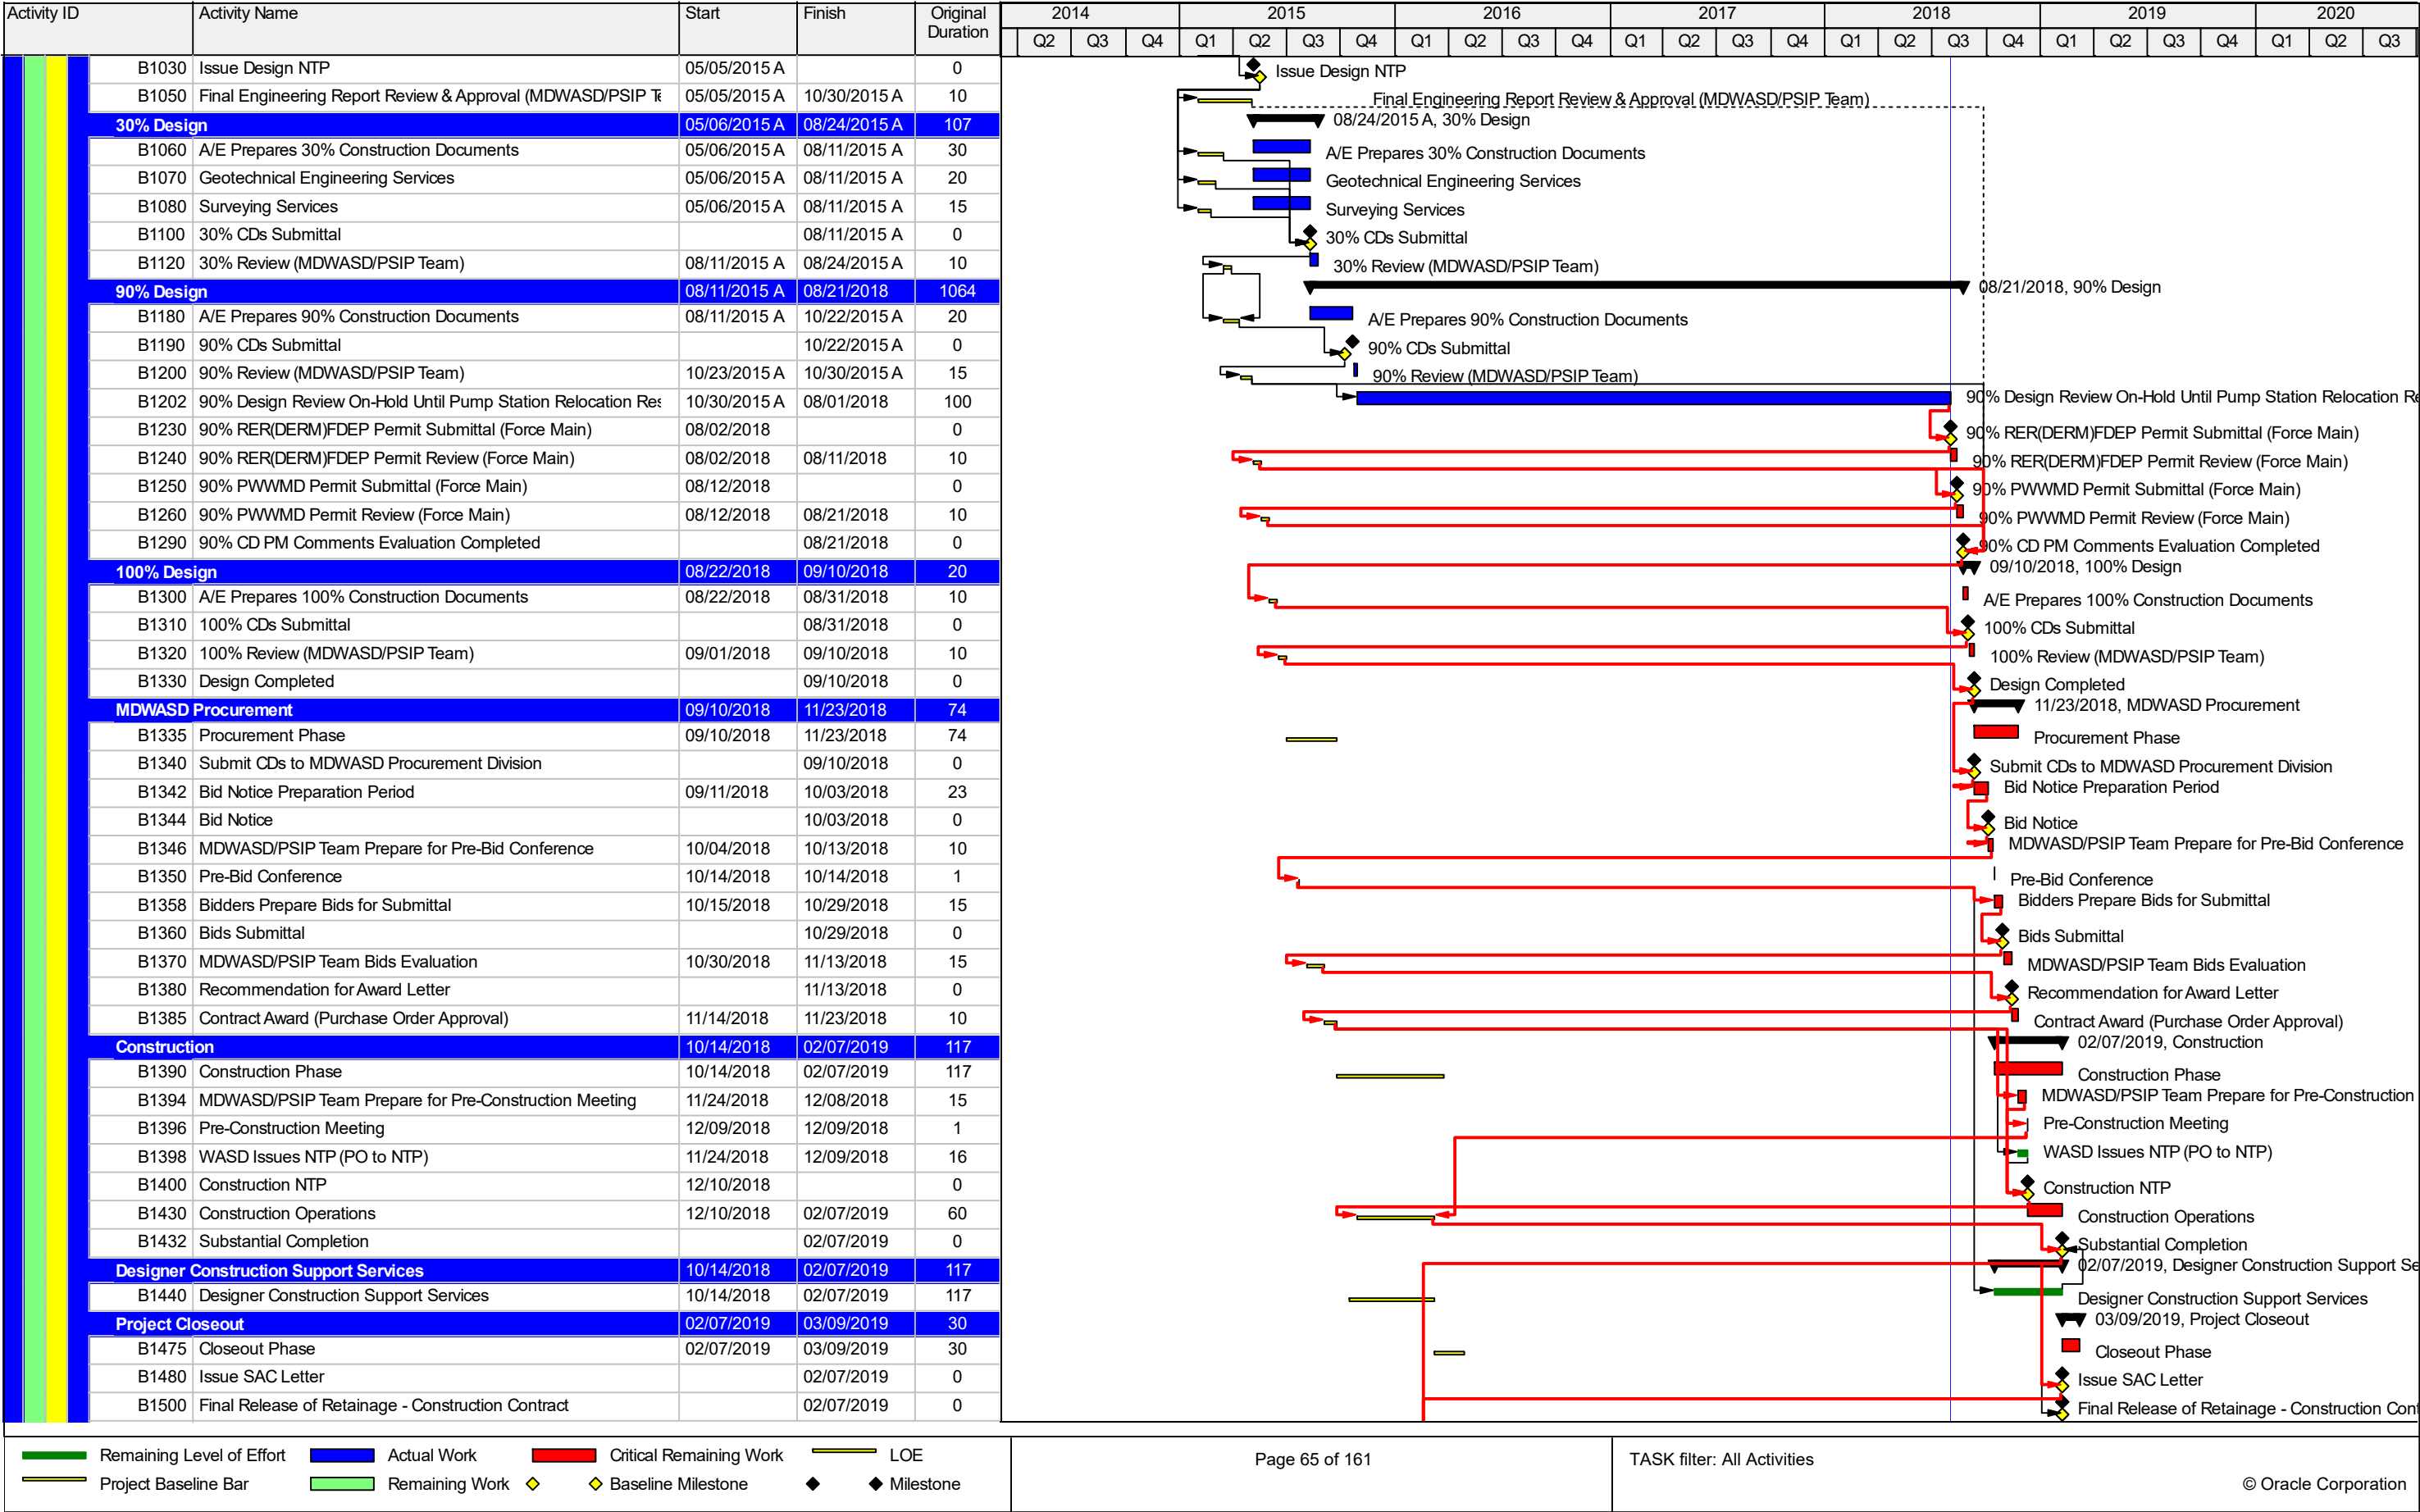 Activity ID Activity Name Start Finish Original Duration 2014 2015 2016 2017 2018 2019 2020
Q2 Q3 Q4 Q1 Q2 Q3 Q4 Q1 Q2 Q3 Q4 Q1 Q2 Q3 Q4 Q1 Q2 Q3 Q4 Q1 Q2 Q3 Q4 Q1 Q2 Q3
B1030 Issue Design NTP 05/05/2015 A 0 Issue Design NTP
B1050 Final Engineering Report Review & Approval (MDWASD/PSIP Te 05/05/2015 A 10/30/2015 A 10 Final Engineering Report Review & Approval (MDWASD/PSIP Team)
30% Design 05/06/2015 A 08/24/2015 A 107 08/24/2015 A, 30% Design
B1060 A/E Prepares 30% Construction Documents 05/06/2015 A 08/11/2015 A 30 A/E Prepares 30% Construction Documents
B1070 Geotechnical Engineering Services 05/06/2015 A 08/11/2015 A 20 Geotechnical Engineering Services
B1080 Surveying Services 05/06/2015 A 08/11/2015 A 15 Surveying Services
B1100 30% CDs Submittal 08/11/2015 A 0 30% CDs Submittal
B1120 30% Review (MDWASD/PSIP Team) 08/11/2015 A 08/24/2015 A 10 30% Review (MDWASD/PSIP Team)
90% Design 08/11/2015 A 08/21/2018 1064 08/21/2018, 90% Design
B1180 A/E Prepares 90% Construction Documents 08/11/2015 A 10/22/2015 A 20 A/E Prepares 90% Construction Documents
B1190 90% CDs Submittal 10/22/2015 A 0 90% CDs Submittal
B1200 90% Review (MDWASD/PSIP Team) 10/23/2015 A 10/30/2015 A 15 90% Review (MDWASD/PSIP Team)
B1202 90% Design Review On-Hold Until Pump Station Relocation Res 10/30/2015 A 08/01/2018 100 90% Design Review On-Hold Until Pump Station Relocation Re
B1230 90% RER(DERM)FDEP Permit Submittal (Force Main) 08/02/2018 0 90% RER(DERM)FDEP Permit Submittal (Force Main)
B1240 90% RER(DERM)FDEP Permit Review (Force Main) 08/02/2018 08/11/2018 10 90% RER(DERM)FDEP Permit Review (Force Main)
B1250 90% PWWMD Permit Submittal (Force Main) 08/12/2018 0 90% PWWMD Permit Submittal (Force Main)
B1260 90% PWWMD Permit Review (Force Main) 08/12/2018 08/21/2018 10 90% PWWMD Permit Review (Force Main)
B1290 90% CD PM Comments Evaluation Completed 08/21/2018 0 90% CD PM Comments Evaluation Completed
100% Design 08/22/2018 09/10/2018 20 09/10/2018, 100% Design
B1300 A/E Prepares 100% Construction Documents 08/22/2018 08/31/2018 10 A/E Prepares 100% Construction Documents
B1310 100% CDs Submittal 08/31/2018 0 100% CDs Submittal
B1320 100% Review (MDWASD/PSIP Team) 09/01/2018 09/10/2018 10 100% Review (MDWASD/PSIP Team)
B1330 Design Completed 09/10/2018 0 Design Completed
MDWASD Procurement 09/10/2018 11/23/2018 74 11/23/2018, MDWASD Procurement
B1335 Procurement Phase 09/10/2018 11/23/2018 74 Procurement Phase
B1340 Submit CDs to MDWASD Procurement Division 09/10/2018 0 Submit CDs to MDWASD Procurement Division
B1342 Bid Notice Preparation Period 09/11/2018 10/03/2018 23 Bid Notice Preparation Period
B1344 Bid Notice 10/03/2018 0 Bid Notice
B1346 MDWASD/PSIP Team Prepare for Pre-Bid Conference 10/04/2018 10/13/2018 10 MDWASD/PSIP Team Prepare for Pre-Bid Conference
B1350 Pre-Bid Conference 10/14/2018 10/14/2018 1 Pre-Bid Conference
B1358 Bidders Prepare Bids for Submittal 10/15/2018 10/29/2018 15 Bidders Prepare Bids for Submittal
B1360 Bids Submittal 10/29/2018 0 Bids Submittal
B1370 MDWASD/PSIP Team Bids Evaluation 10/30/2018 11/13/2018 15 MDWASD/PSIP Team Bids Evaluation
B1380 Recommendation for Award Letter 11/13/2018 0 Recommendation for Award Letter
B1385 Contract Award (Purchase Order Approval) 11/14/2018 11/23/2018 10 Contract Award (Purchase Order Approval)
Construction 10/14/2018 02/07/2019 117 02/07/2019, Construction
B1390 Construction Phase 10/14/2018 02/07/2019 117 Construction Phase
B1394 MDWASD/PSIP Team Prepare for Pre-Construction Meeting 11/24/2018 12/08/2018 15 MDWASD/PSIP Team Prepare for Pre-Construction
B1396 Pre-Construction Meeting 12/09/2018 12/09/2018 1 Pre-Construction Meeting
B1398 WASD Issues NTP (PO to NTP) 11/24/2018 12/09/2018 16 WASD Issues NTP (PO to NTP)
B1400 Construction NTP 12/10/2018 0 Construction NTP
B1430 Construction Operations 12/10/2018 02/07/2019 60 Construction Operations
B1432 Substantial Completion 02/07/2019 0 Substantial Completion
Designer Construction Support Services 10/14/2018 02/07/2019 117 02/07/2019, Designer Construction Support Se
B1440 Designer Construction Support Services 10/14/2018 02/07/2019 117 Designer Construction Support Services
Project Closeout 02/07/2019 03/09/2019 30 03/09/2019, Project Closeout
B1475 Closeout Phase 02/07/2019 03/09/2019 30 Closeout Phase
B1480 Issue SAC Letter 02/07/2019 0 Issue SAC Letter
B1500 Final Release of Retainage - Construction Contract 02/07/2019 0 Final Release of Retainage - Construction Cont
Remaining Level of Effort Actual Work Critical Remaining Work LOE Page 65 of 161 TASK filter: All Activities
Project Baseline Bar Remaining Work Baseline Milestone Milestone © Oracle Corporation